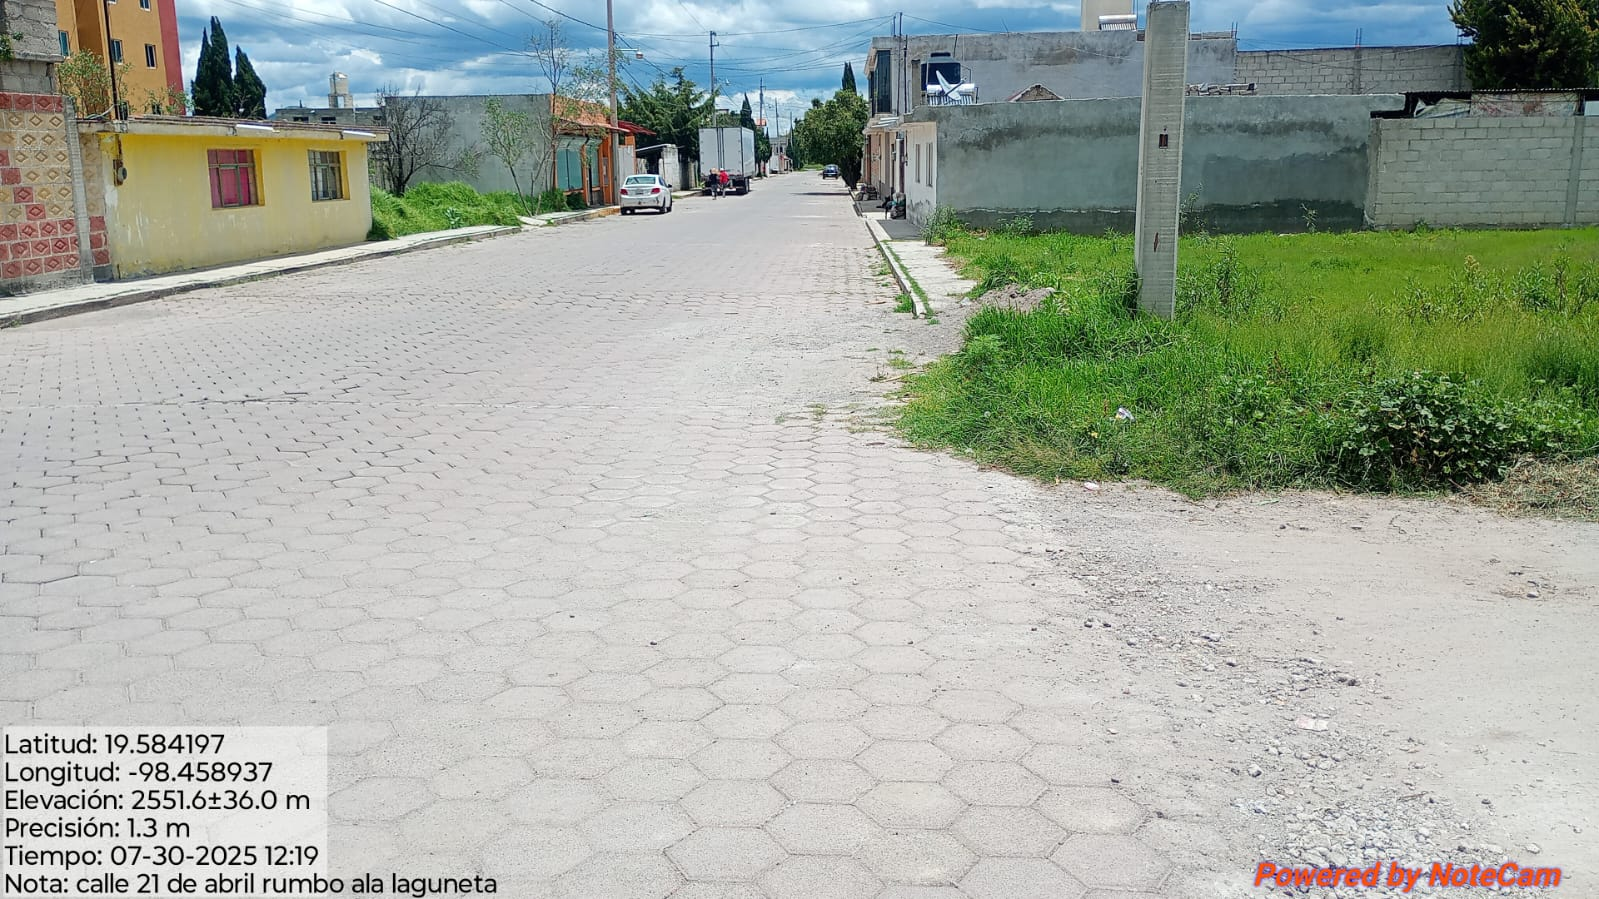 Latitud: 19.584197
Longitud: -98.458937
Elevación: 2551.6±36.0 m
Precisión: 1.3 m
Tiempo: 07-30-2025 12:19
Nota: calle 21 de abril rumbo ala laguneta
Powered by NoteCam